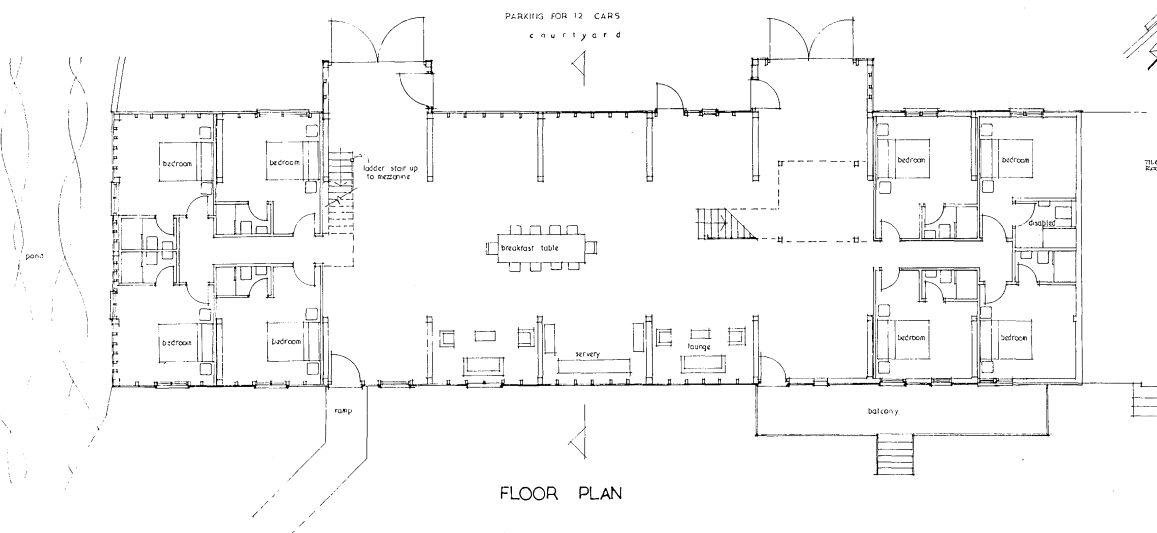 PARKING FOR 12 CARS
courtyard
bedroom
bedroom
ladder stair up
to mezzanine
bedroom
bedroom
TILE
disabled
pond
breakfast table
bedroom
bedroom
servery
lounge
bedroom
bedroom
ramp
balcony
FLOOR PLAN